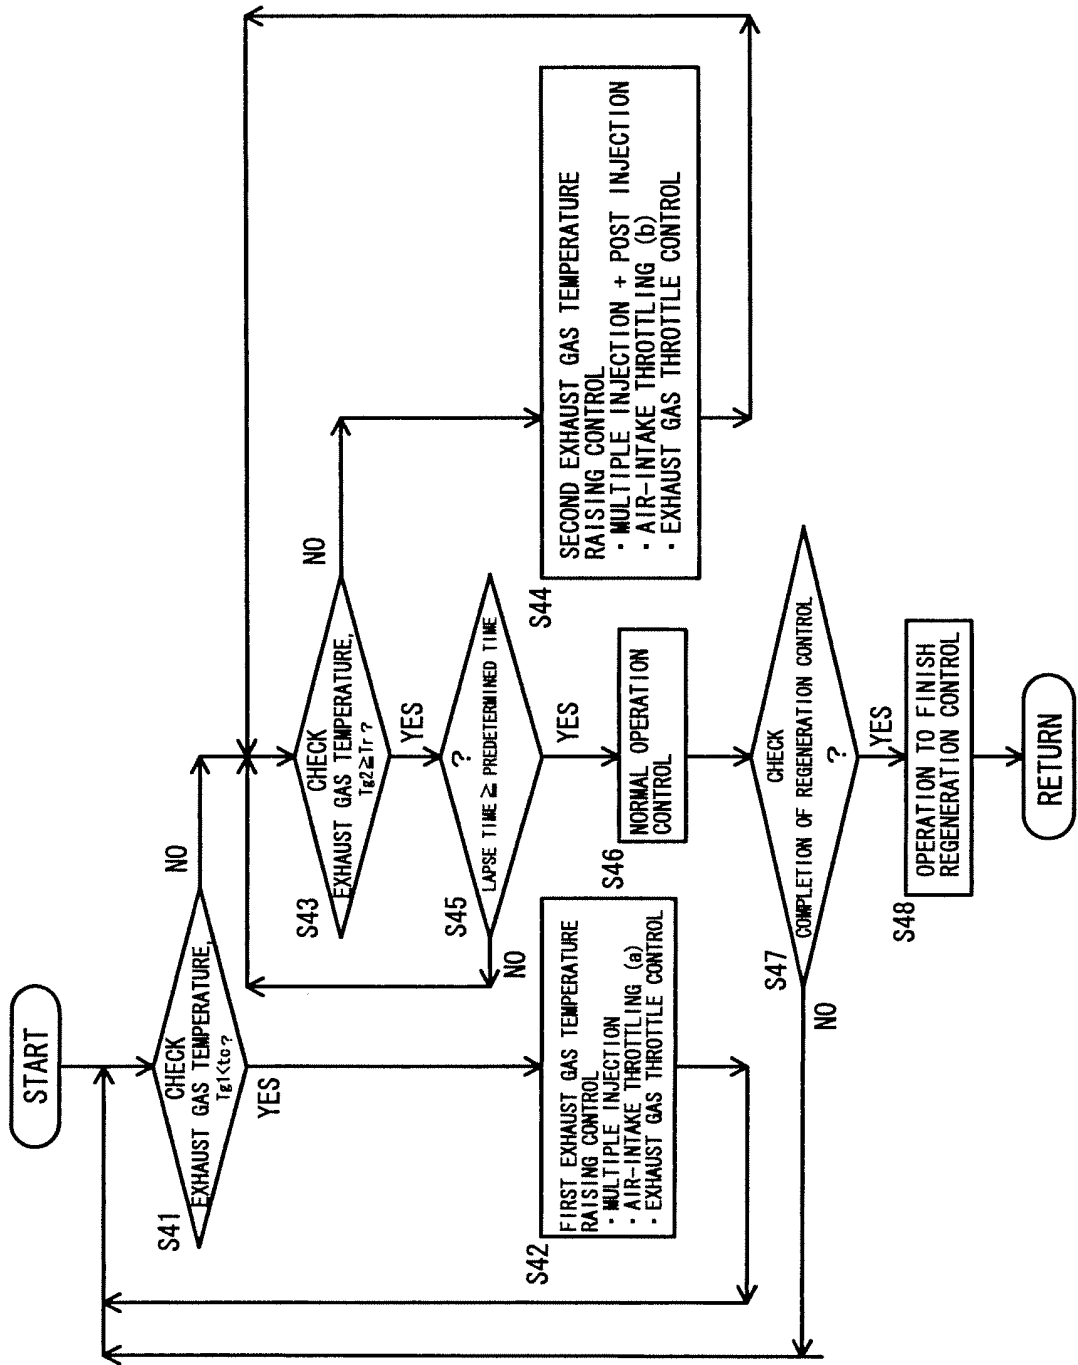 START
S41
CHECK
EXHAUST GAS TEMPERATURE,
Tg1<tc?
NO
YES
S42
FIRST EXHAUST GAS TEMPERATURE
RAISING CONTROL
・MULTIPLE INJECTION
・AIR-INTAKE THROTTLING (a)
・EXHAUST GAS THROTTLE CONTROL
S43
CHECK
EXHAUST GAS TEMPERATURE,
Tg2≧Tr?
NO
YES
S44
SECOND EXHAUST GAS TEMPERATURE
RAISING CONTROL
・MULTIPLE INJECTION + POST INJECTION
・AIR-INTAKE THROTTLING (b)
・EXHAUST GAS THROTTLE CONTROL
S45
LAPSE TIME ≧ PREDETERMINED TIME
?
NO
YES
S46
NORMAL OPERATION
CONTROL
S47
CHECK
COMPLETION OF REGENERATION CONTROL
?
NO
YES
S48
OPERATION TO FINISH
REGENERATION CONTROL
RETURN